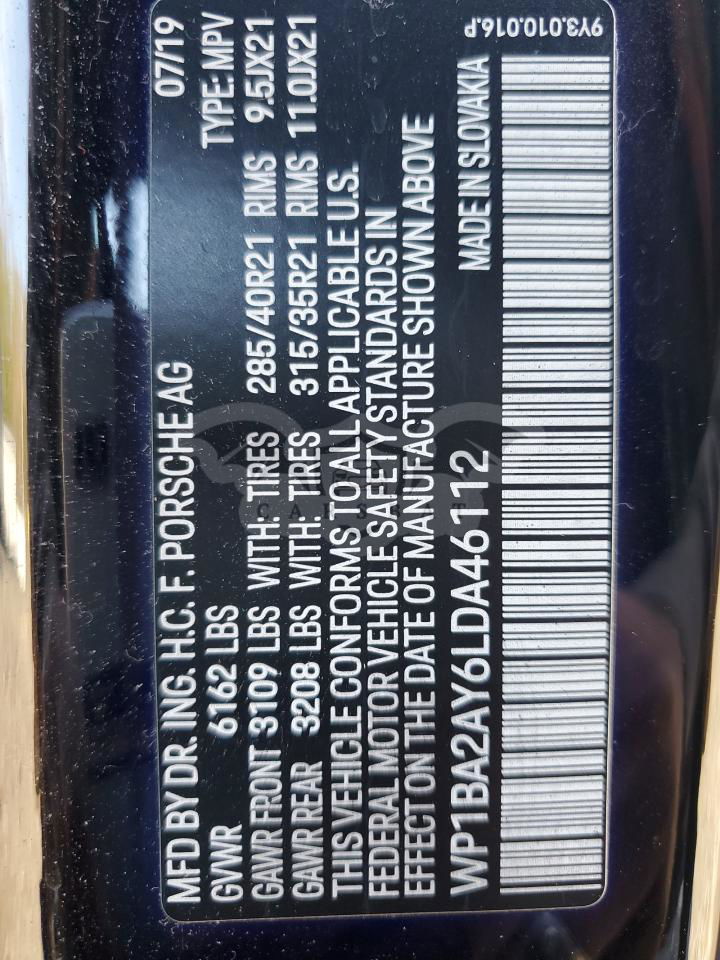 MFD BY DR. ING. H.C. F. PORSCHE AG 07/19
GVWR 6162 LBS TYPE: MPV
GAWR FRONT 3109 LBS WITH: TIRES 285/40R21 RIMS 9.5JX21
GAWR REAR 3208 LBS WITH: TIRES 315/35R21 RIMS 11.0JX21
THIS VEHICLE CONFORMS TO ALL APPLICABLE U.S.
FEDERAL MOTOR VEHICLE SAFETY STANDARDS IN
EFFECT ON THE DATE OF MANUFACTURE SHOWN ABOVE
WP1BA2AY6LDA46112 MADE IN SLOVAKIA
9Y3.010.016.P